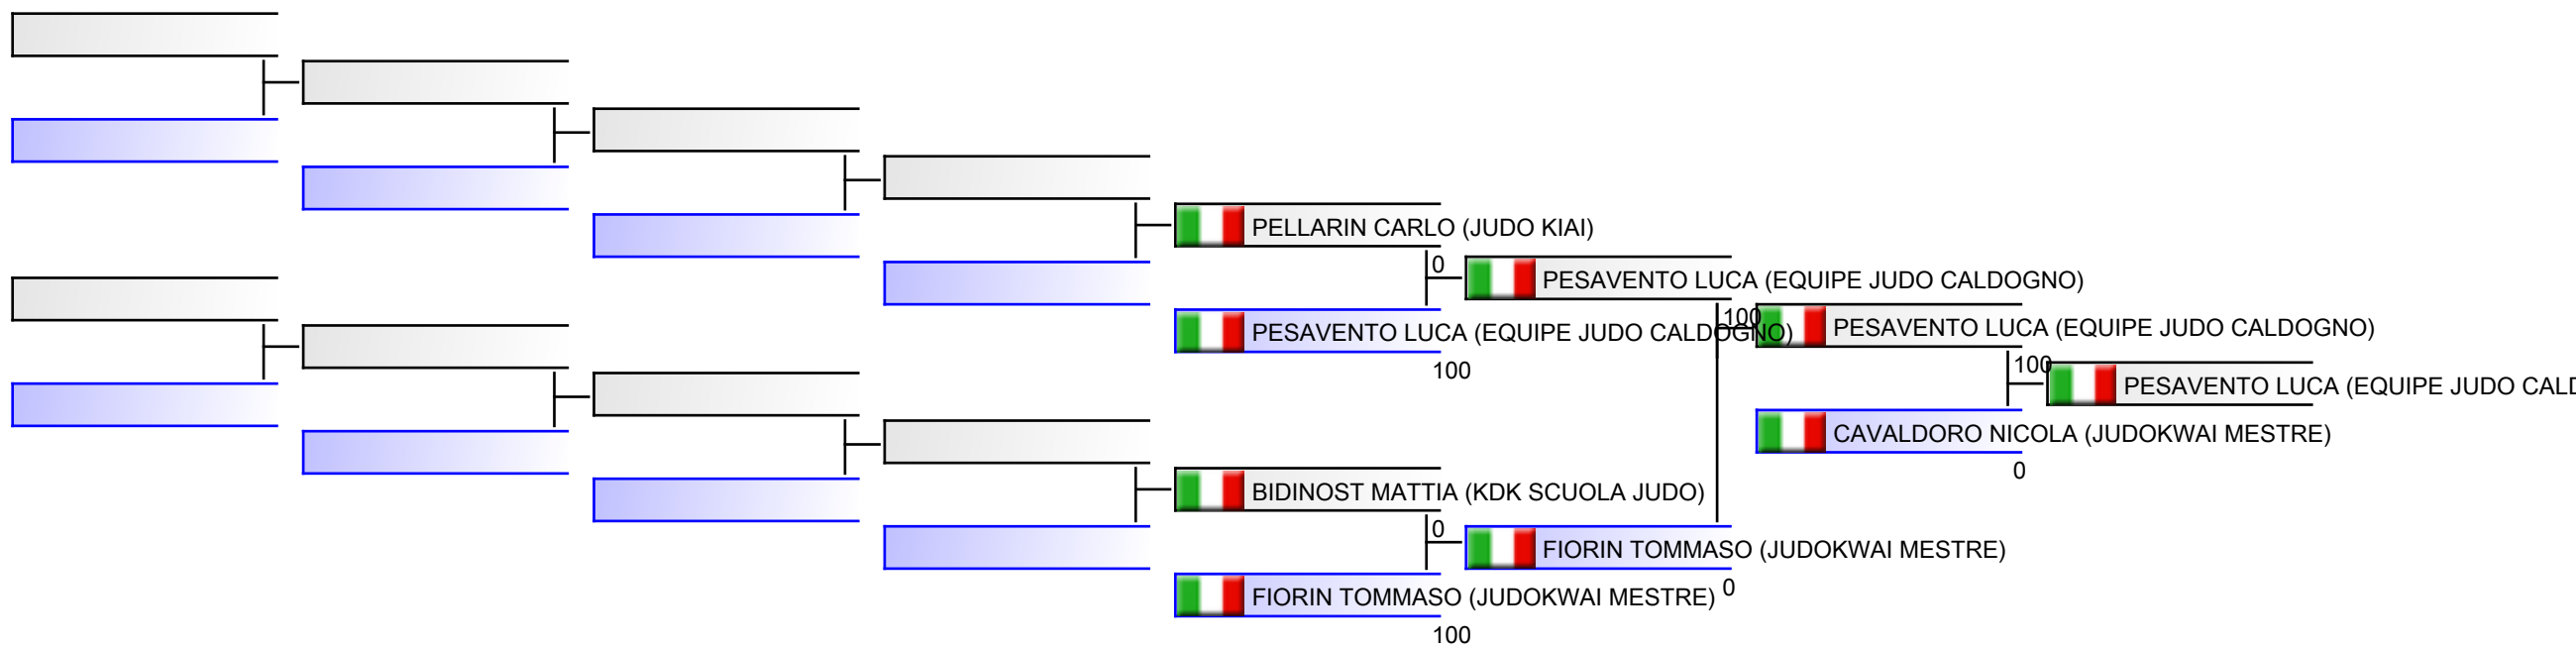 PELLARIN CARLO (JUDO KIAI)
0
PESAVENTO LUCA (EQUIPE JUDO CALDOGNO)
PESAVENTO LUCA (EQUIPE JUDO CALDOGNO)
100
100
PESAVENTO LUCA (EQUIPE JUDO CALDOGNO)
100
PESAVENTO LUCA (EQUIPE JUDO CALD
CAVALDORO NICOLA (JUDOKWAI MESTRE)
0
BIDINOST MATTIA (KDK SCUOLA JUDO)
0
FIORIN TOMMASO (JUDOKWAI MESTRE)
0
FIORIN TOMMASO (JUDOKWAI MESTRE)
100